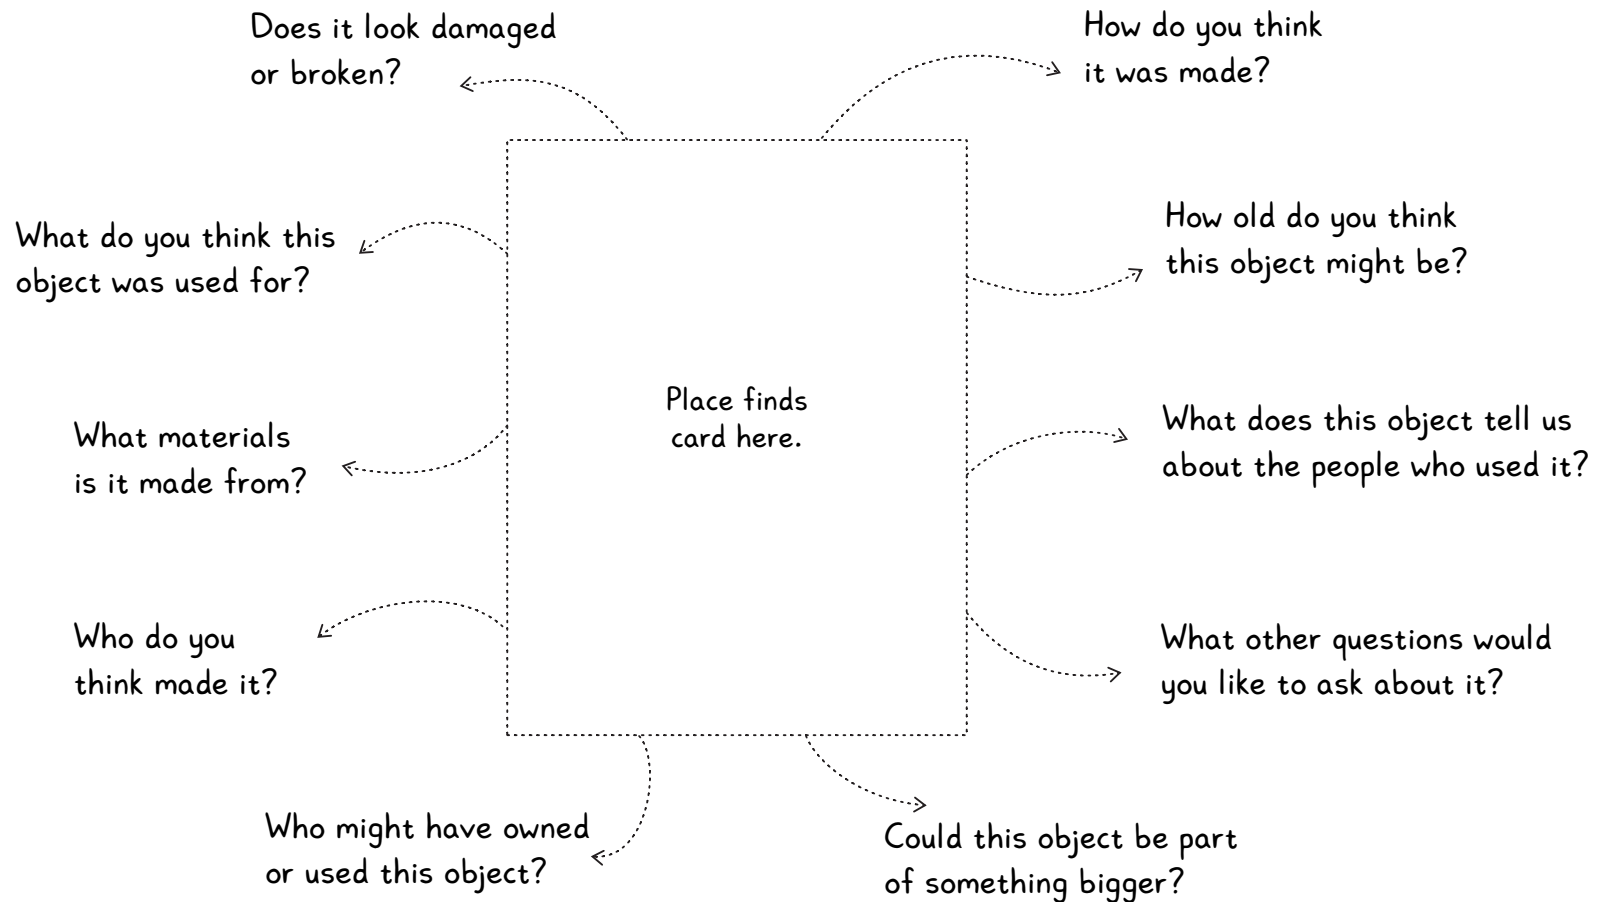 Does it look damaged
or broken?
How do you think
it was made?
What do you think this
object was used for?
How old do you think
this object might be?
Place finds
card here.
What materials
is it made from?
What does this object tell us
about the people who used it?
Who do you
think made it?
What other questions would
you like to ask about it?
Who might have owned
or used this object?
Could this object be part
of something bigger?